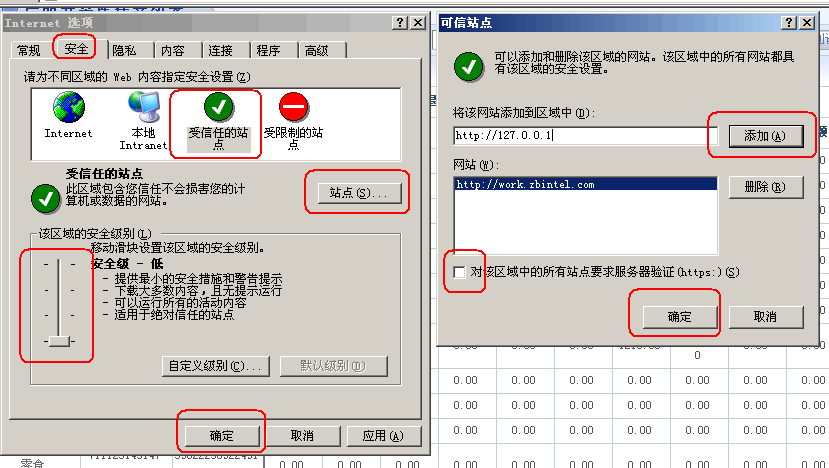 Internet 选项
常规
安全
隐私
内容
连接
程序
高级
请为不同区域的 Web 内容指定安全设置(Z)
Internet
本地
Intranet
受信任的站
点
受限制的站
点
受信任的站点
此区域包含您信任不会损害您的计
算机或数据的网站。
站点(S)...
该区域的安全级别(L)
移动滑块设置该区域的安全级别。
安全级 - 低
- 提供最小的安全措施和警告提示
- 下载大多数内容，且无提示运行
- 可以运行所有的活动内容
- 适用于绝对信任的站点
自定义级别(C)...
默认级别(D)
确定
取消
应用(A)
可信站点
可以添加和删除该区域的网站。该区域中的所有网站都具
有该区域的安全设置。
将该网站添加到区域中(D):
http://127.0.0.1
添加(A)
网站(W):
http://work.zbintel.com
删除(R)
对该区域中的所有站点要求服务器验证(https:)(S)
确定
取消
0
0.00 0.00 0.00 0.00 0.00 0.00 0.00
0.00 0.00 0.00 0.00 0.00 0.00 0.00
0.00 0.00 0.00 0.00 0.00 0.00 0.00
零食
0.00 0.00 0.00 0.00 0.00 0.00 0.00 0.00 0.00 0.00